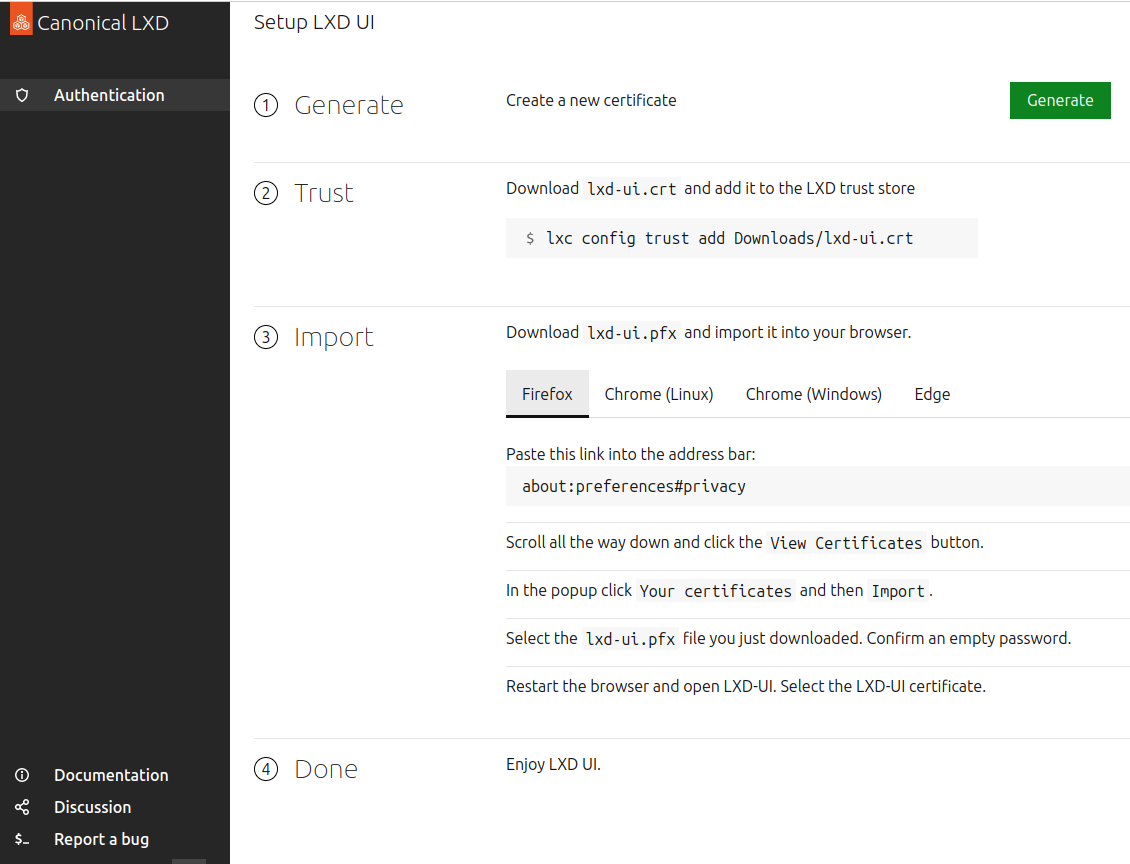 Canonical LXD
Authentication
Documentation
Discussion
$_ Report a bug
Setup LXD UI
1 Generate
Create a new certificate
Generate
2 Trust
Download lxd-ui.crt and add it to the LXD trust store
$ lxc config trust add Downloads/lxd-ui.crt
3 Import
Download lxd-ui.pfx and import it into your browser.
Firefox Chrome (Linux) Chrome (Windows) Edge
Paste this link into the address bar:
about:preferences#privacy
Scroll all the way down and click the View Certificates button.
In the popup click Your certificates and then Import.
Select the lxd-ui.pfx file you just downloaded. Confirm an empty password.
Restart the browser and open LXD-UI. Select the LXD-UI certificate.
4 Done
Enjoy LXD UI.